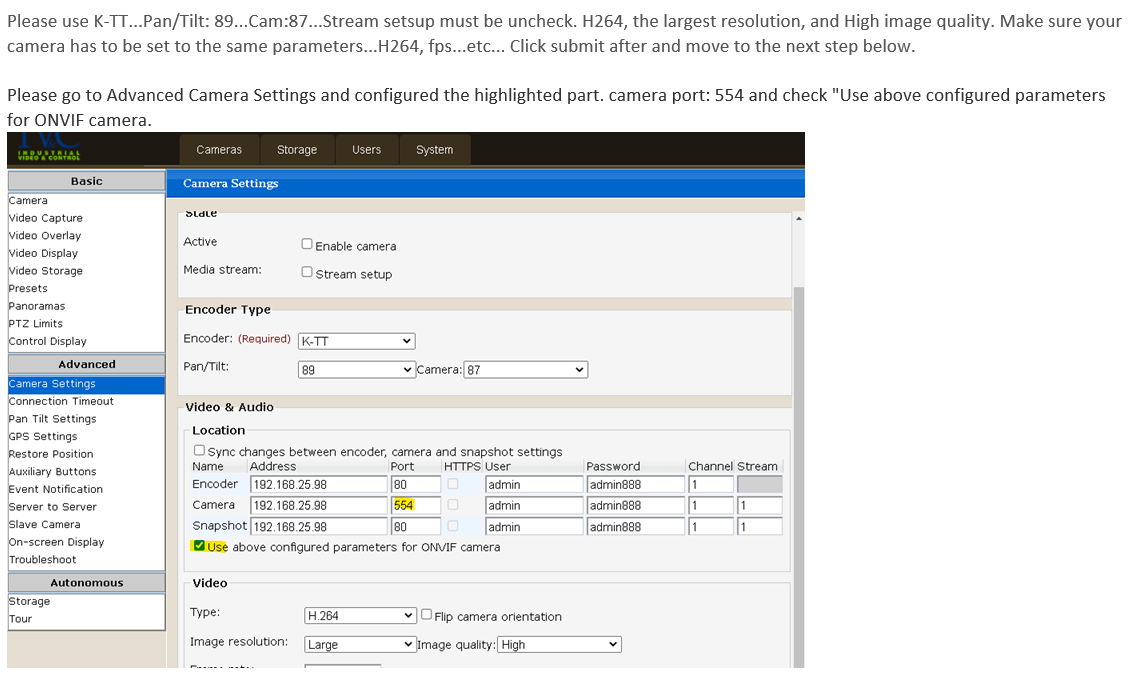 Please use K-TT...Pan/Tilt: 89...Cam:87...Stream setsup must be uncheck. H264, the largest resolution, and High image quality. Make sure your
camera has to be set to the same parameters...H264, fps...etc... Click submit after and move to the next step below.
Please go to Advanced Camera Settings and configured the highlighted part. camera port: 554 and check "Use above configured parameters
for ONVIF camera.
INDUSTRIAL
VIDEO & CONTROL
Cameras Storage Users System
Basic
Camera
Video Capture
Video Overlay
Video Display
Video Storage
Presets
Panoramas
PTZ Limits
Control Display
Advanced
Camera Settings
Connection Timeout
Pan Tilt Settings
GPS Settings
Restore Position
Auxiliary Buttons
Event Notification
Server to Server
Slave Camera
On-screen Display
Troubleshoot
Autonomous
Storage
Tour
Camera Settings
State
Active Enable camera
Media stream: Stream setup
Encoder Type
Encoder: (Required) K-TT
Pan/Tilt: 89 Camera: 87
Video & Audio
Location
Sync changes between encoder, camera and snapshot settings
Name Address Port HTTPS User Password Channel Stream
Encoder 192.168.25.98 80 admin admin888 1
Camera 192.168.25.98 554 admin admin888 1 1
Snapshot 192.168.25.98 80 admin admin888 1 1
Use above configured parameters for ONVIF camera
Video
Type: H.264 Flip camera orientation
Image resolution: Large Image quality: High